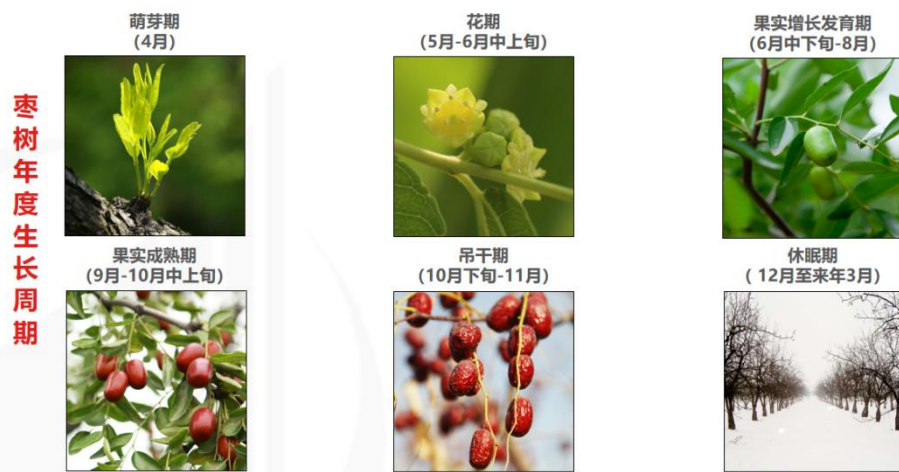 枣树年度生长周期
萌芽期
(4月)
花期
(5月-6月中上旬)
果实增长发育期
(6月中下旬-8月)
果实成熟期
(9月-10月中上旬)
吊干期
(10月下旬-11月)
休眠期
( 12月至来年3月)